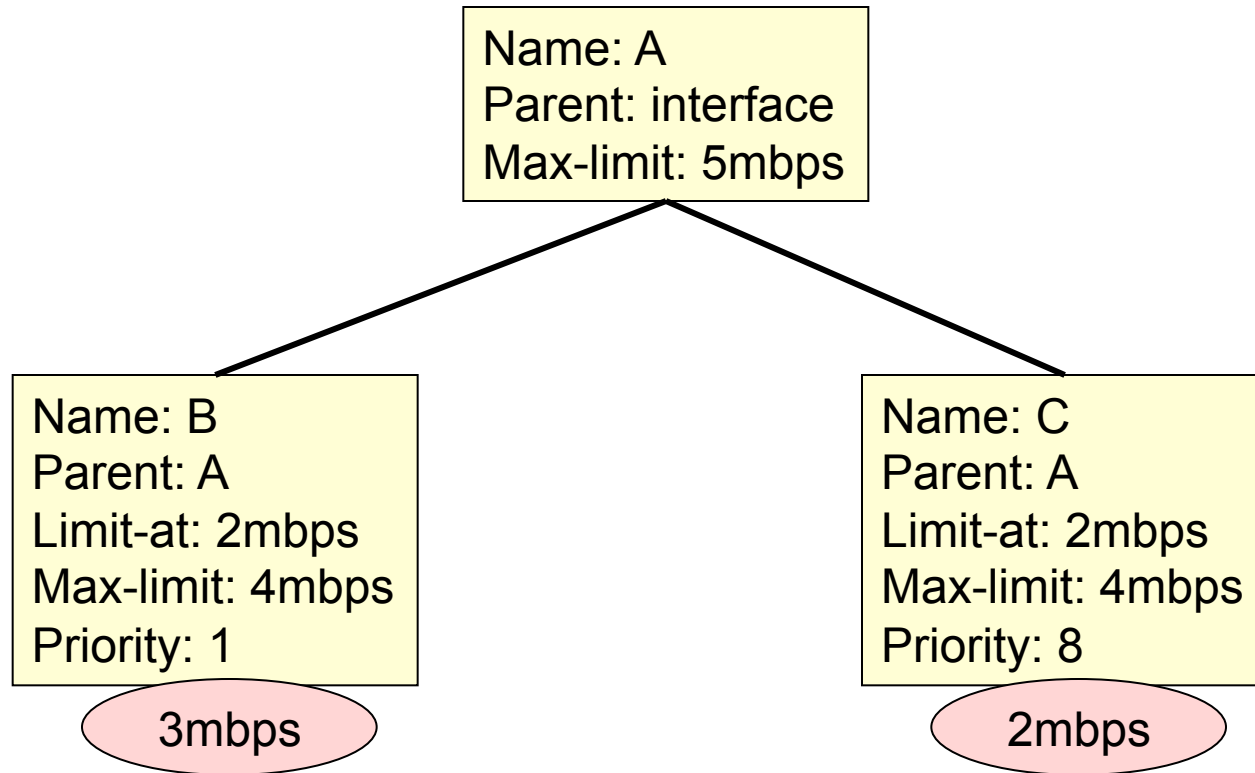 Name: A
Parent: interface
Max-limit: 5mbps
Name: B
Parent: A
Limit-at: 2mbps
Max-limit: 4mbps
Priority: 1
3mbps
Name: C
Parent: A
Limit-at: 2mbps
Max-limit: 4mbps
Priority: 8
2mbps